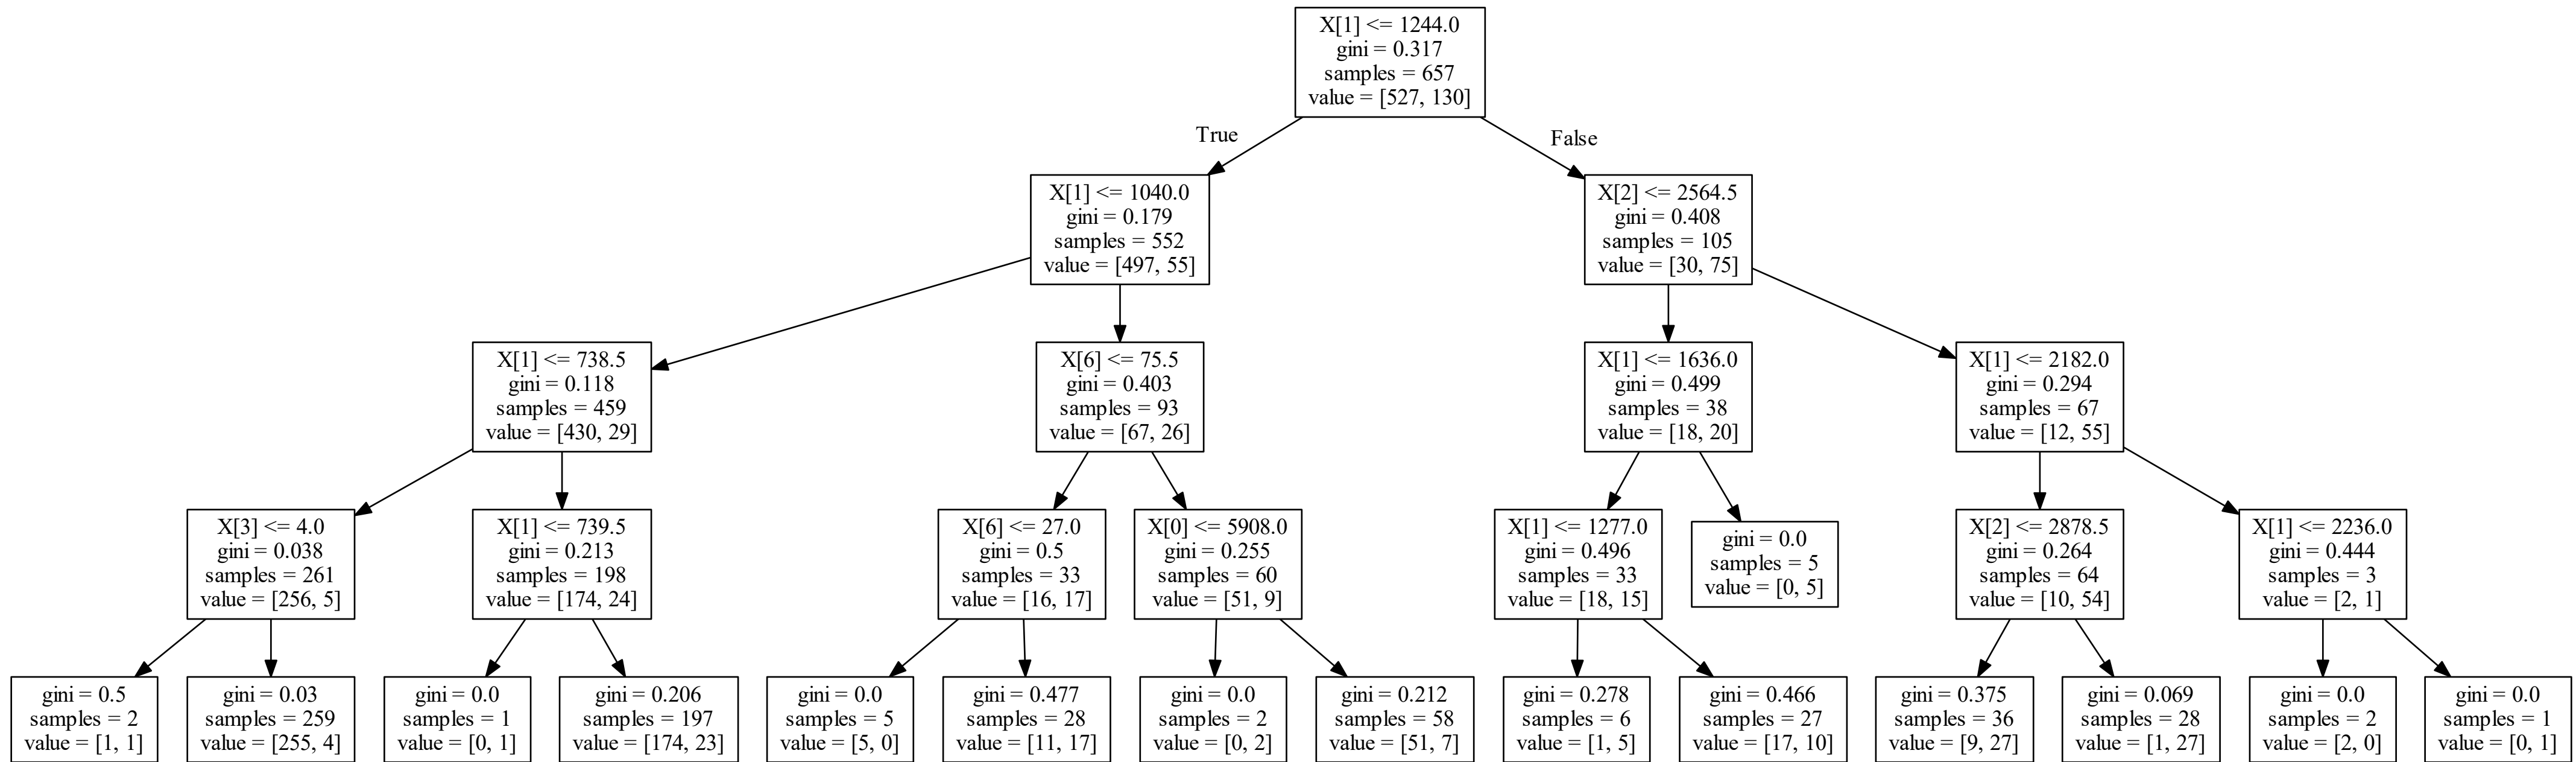 X[1] <= 1244.0
gini = 0.317
samples = 657
value = [527, 130]
True
False
X[1] <= 1040.0
gini = 0.179
samples = 552
value = [497, 55]
X[2] <= 2564.5
gini = 0.408
samples = 105
value = [30, 75]
X[1] <= 738.5
gini = 0.118
samples = 459
value = [430, 29]
X[6] <= 75.5
gini = 0.403
samples = 93
value = [67, 26]
X[1] <= 1636.0
gini = 0.499
samples = 38
value = [18, 20]
X[1] <= 2182.0
gini = 0.294
samples = 67
value = [12, 55]
X[3] <= 4.0
gini = 0.038
samples = 261
value = [256, 5]
X[1] <= 739.5
gini = 0.213
samples = 198
value = [174, 24]
X[6] <= 27.0
gini = 0.5
samples = 33
value = [16, 17]
X[0] <= 5908.0
gini = 0.255
samples = 60
value = [51, 9]
X[1] <= 1277.0
gini = 0.496
samples = 33
value = [18, 15]
gini = 0.0
samples = 5
value = [0, 5]
X[2] <= 2878.5
gini = 0.264
samples = 64
value = [10, 54]
X[1] <= 2236.0
gini = 0.444
samples = 3
value = [2, 1]
gini = 0.5
samples = 2
value = [1, 1]
gini = 0.03
samples = 259
value = [255, 4]
gini = 0.0
samples = 1
value = [0, 1]
gini = 0.206
samples = 197
value = [174, 23]
gini = 0.0
samples = 5
value = [5, 0]
gini = 0.477
samples = 28
value = [11, 17]
gini = 0.0
samples = 2
value = [0, 2]
gini = 0.212
samples = 58
value = [51, 7]
gini = 0.278
samples = 6
value = [1, 5]
gini = 0.466
samples = 27
value = [17, 10]
gini = 0.375
samples = 36
value = [9, 27]
gini = 0.069
samples = 28
value = [1, 27]
gini = 0.0
samples = 2
value = [2, 0]
gini = 0.0
samples = 1
value = [0, 1]